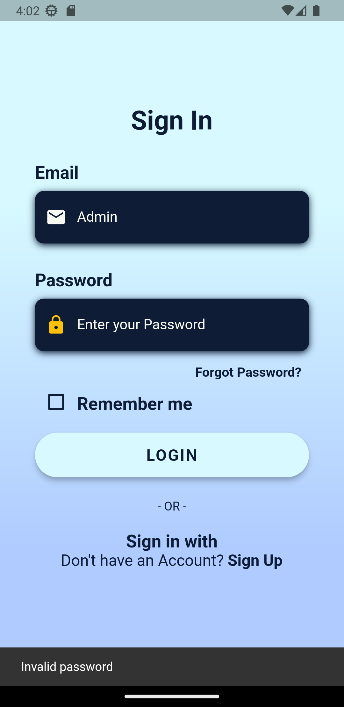 4:02
Sign In
Email
Admin
Password
Enter your Password
Forgot Password?
Remember me
LOGIN
- OR -
Sign in with
Don't have an Account? Sign Up
Invalid password